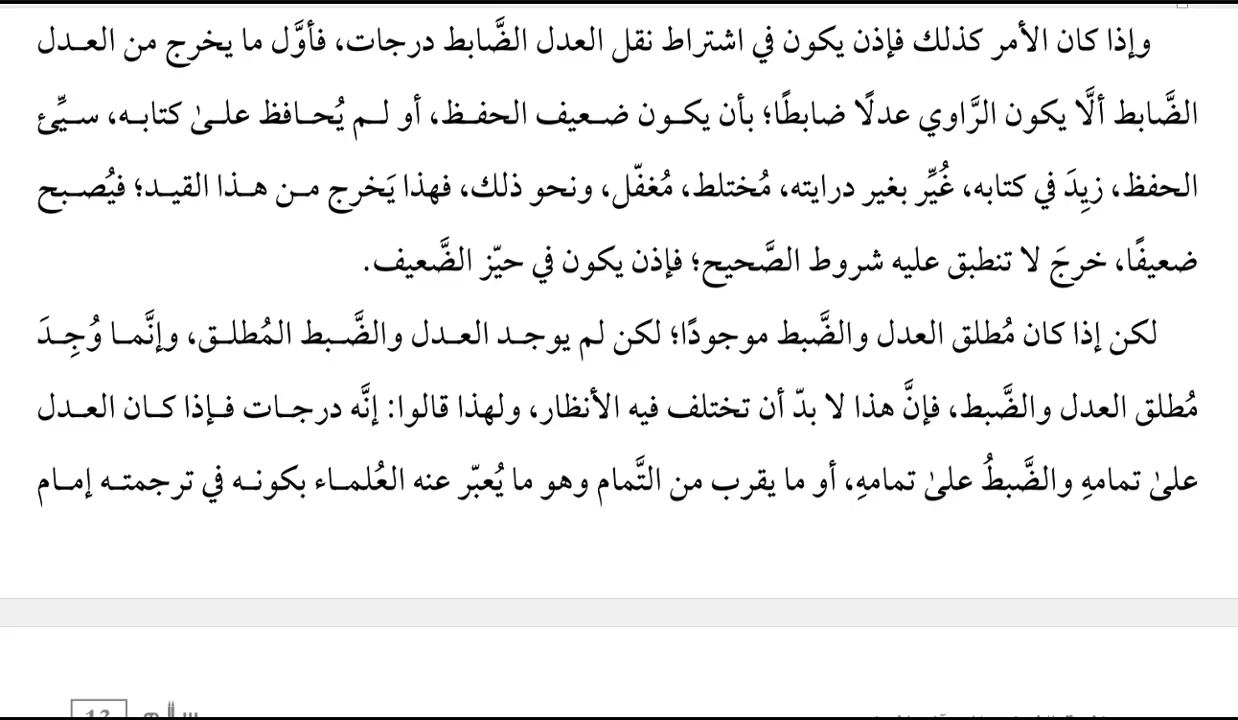 وإذا كان الأمر كذلك فإذن يكون في اشتراط نقل العدل الضَّابط درجات، فأوَّل ما يخرج من العدل
الضَّابط ألَّا يكون الرَّاوي عدلًا ضابطًا؛ بأن يكون ضعيف الحفظ، أو لم يُحافظ علىٰ كتابه، سيِّئ
الحفظ، زِيدَ في كتابه، غُيِّر بغير درايته، مُختلط، مُغفّل، ونحو ذلك، فهذا يَخرج من هذا القيد؛ فيُصبح
ضعيفًا، خرجَ لا تنطبق عليه شروط الصَّحيح؛ فإذن يكون في حيّز الضَّعيف.
لكن إذا كان مُطلق العدل والضَّبط موجودًا؛ لكن لم يوجد العدل والضَّبط المُطلق، وإنَّما وُجِدَ
مُطلق العدل والضَّبط، فإنَّ هذا لا بدّ أن تختلف فيه الأنظار، ولهذا قالوا: إنَّه درجات فإذا كان العدل
علىٰ تمامهِ والضَّبطُ علىٰ تمامهِ، أو ما يقرب من التَّمام وهو ما يُعبّر عنه العُلماء بكونه في ترجمته إمام